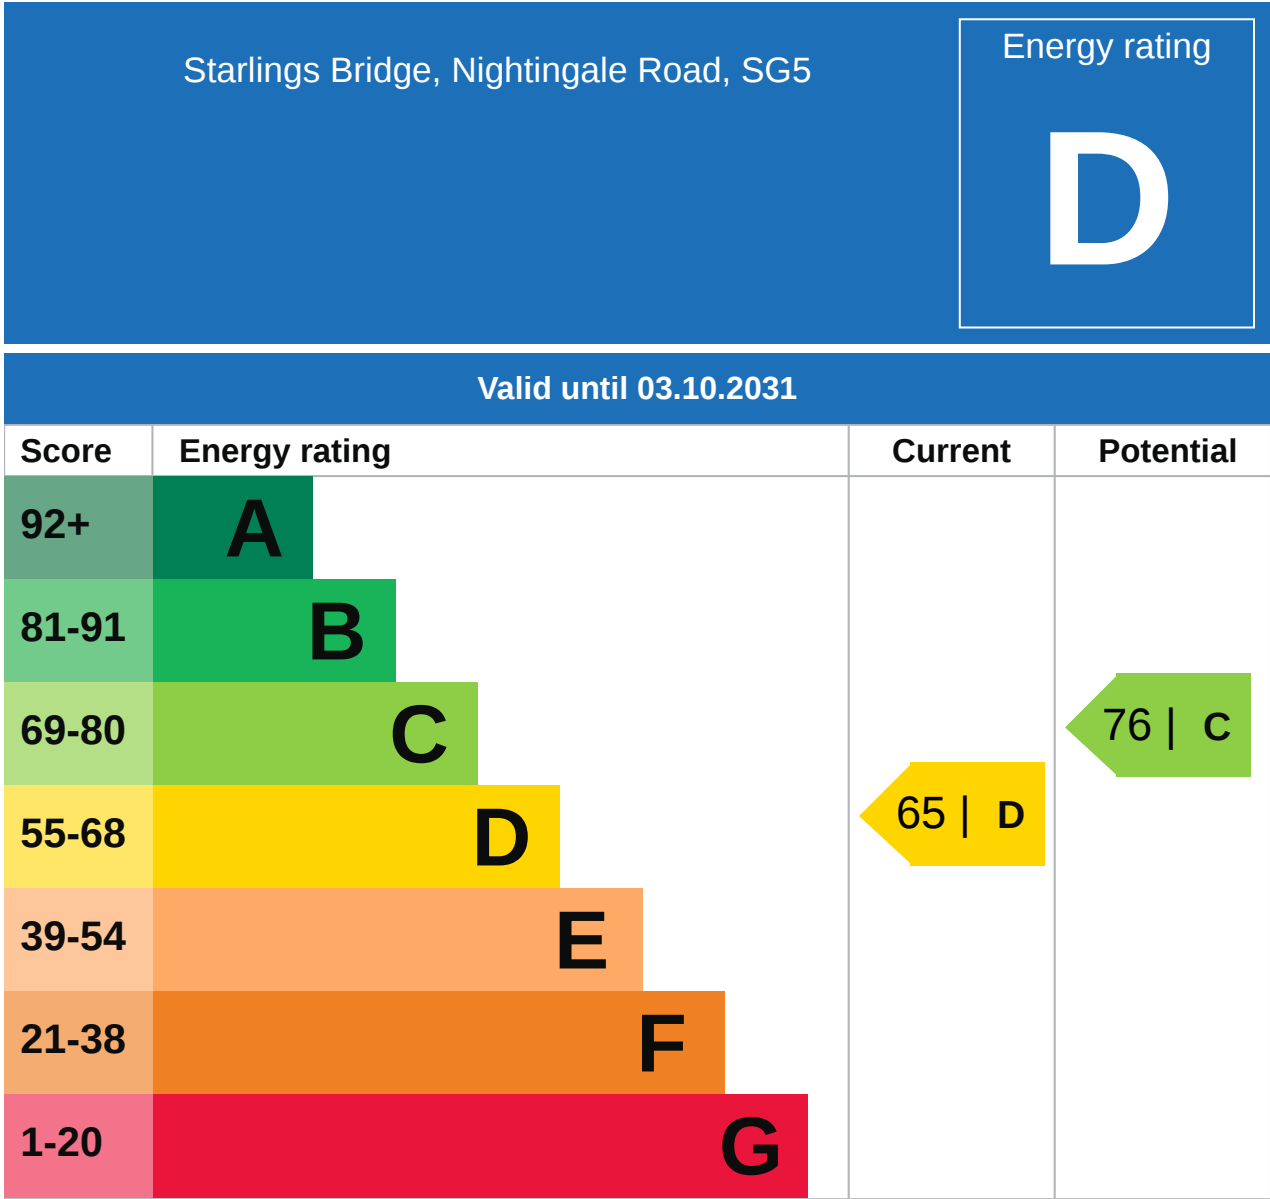 Starlings Bridge, Nightingale Road, SG5
Energy rating
D
Valid until 03.10.2031
Score Energy rating Current Potential
92+ A
81-91 B
69-80 C
76 | C
55-68 D
65 | D
39-54 E
21-38 F
1-20 G